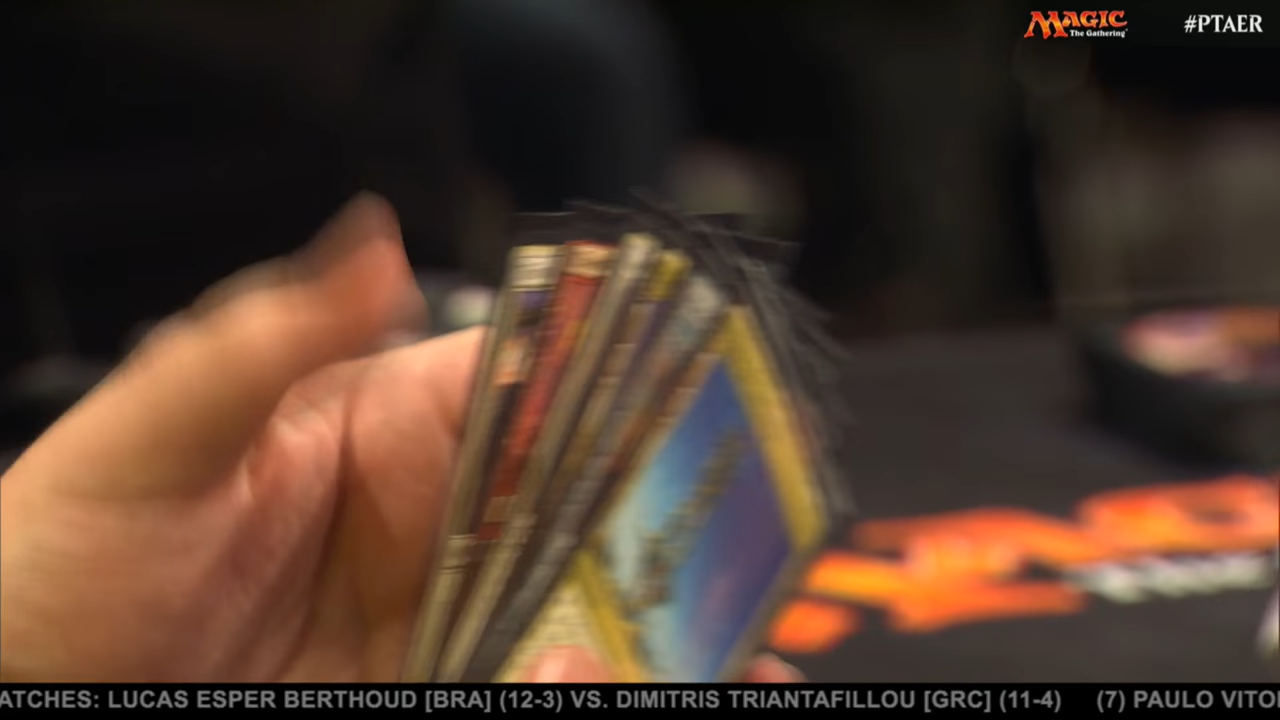 MAGIC
The Gathering
#PTAER
ATCHES: LUCAS ESPER BERTHOUD [BRA] (12-3) VS. DIMITRIS TRIANTAFILLOU [GRC] (11-4) (7) PAULO VITO